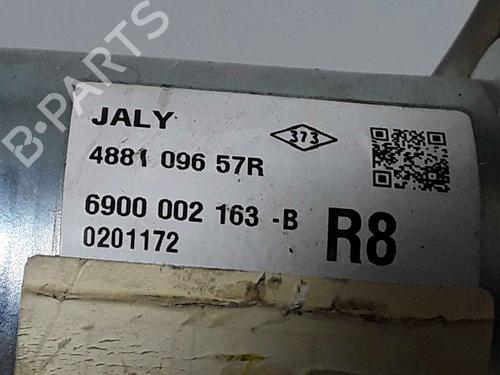 B-PARTS
JALY
373
4881 096 57R
6900 002 163 -B
0201172
R8